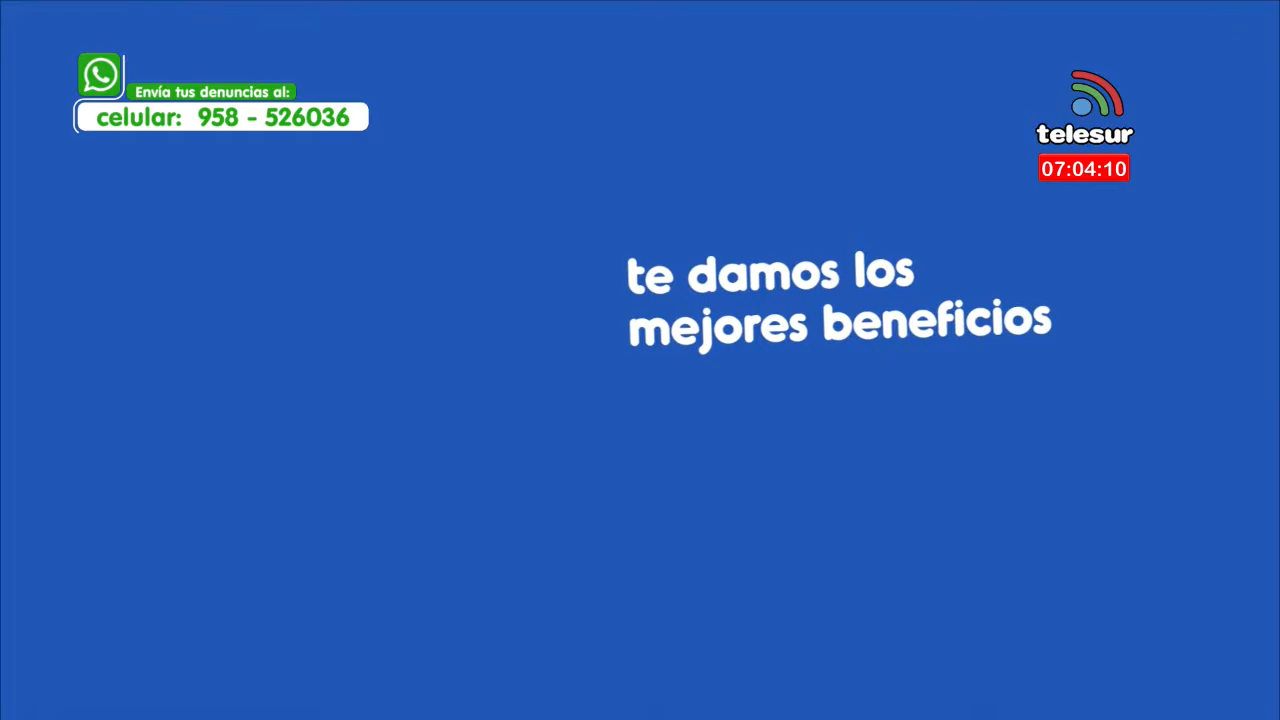 Envía tus denuncias al:
celular: 958 - 526036
telesur
07:04:10
te damos los
mejores beneficios